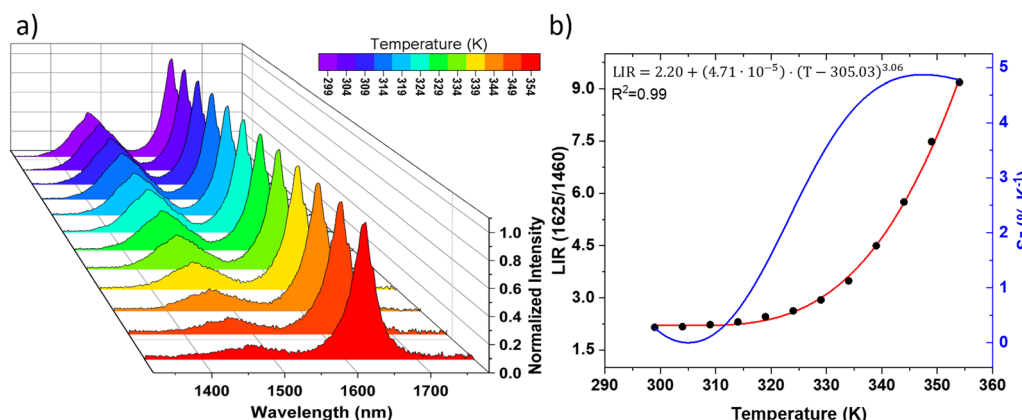 a)
Temperature (K)
299 304 309 314 319 324 329 334 339 344 349 354
1.0
0.8
0.6
0.4
0.2
0.0
Normalized Intensity
1400 1500 1600 1700
Wavelength (nm)
b)
LIR = 2.20 + (4.71 · 10⁻⁵) · (T − 305.03)³·⁰⁶
R²=0.99
9.0
7.5
6.0
4.5
3.0
1.5
LIR (1625/1460)
5
4
3
2
1
0
290 300 310 320 330 340 350 360
Temperature (K)